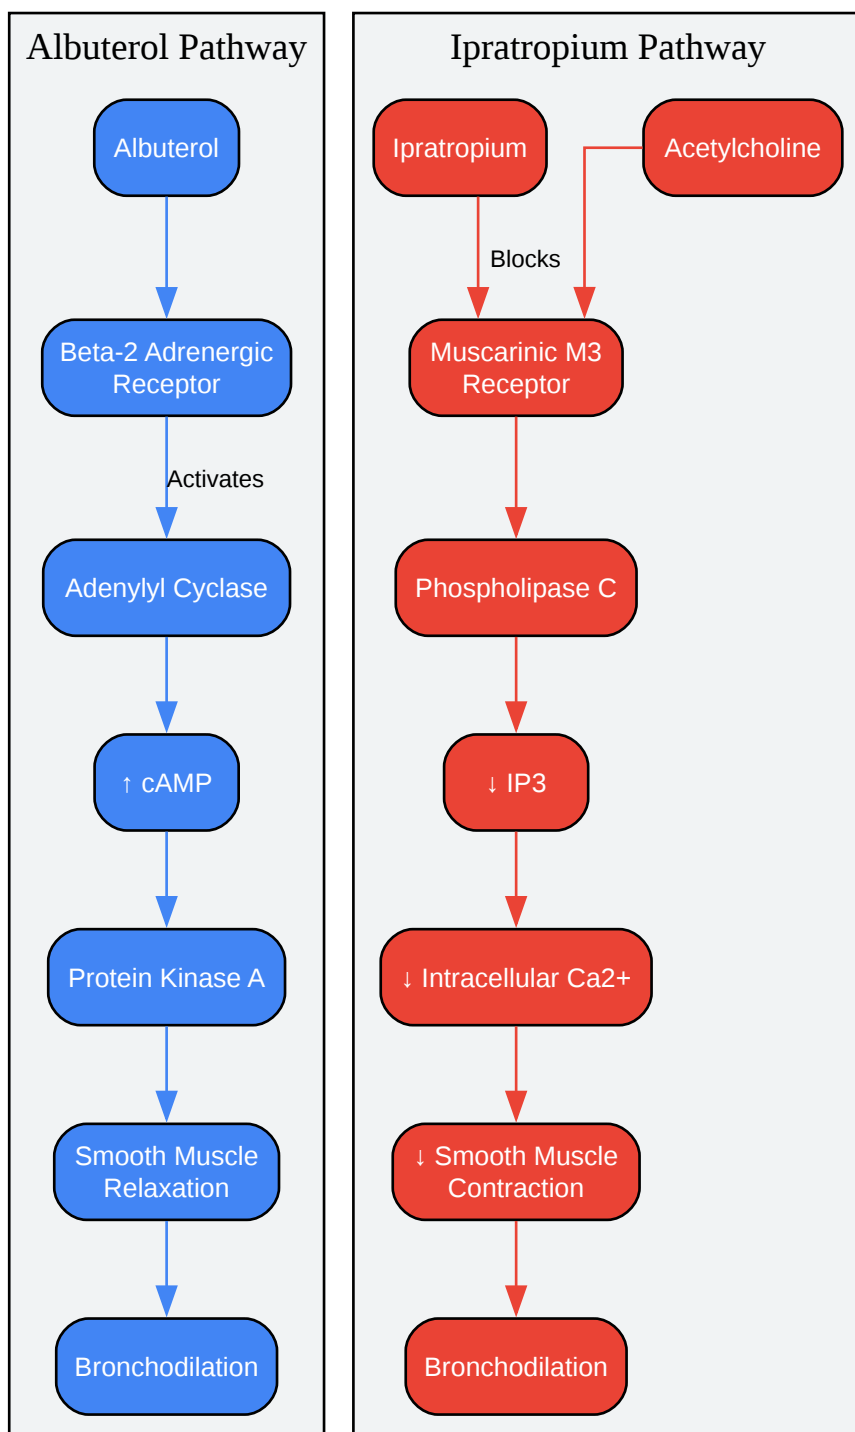 Albuterol Pathway
Albuterol
Beta-2 Adrenergic
Receptor
Activates
Adenylyl Cyclase
↑ cAMP
Protein Kinase A
Smooth Muscle
Relaxation
Bronchodilation
Ipratropium Pathway
Ipratropium
Acetylcholine
Blocks
Muscarinic M3
Receptor
Phospholipase C
↓ IP3
↓ Intracellular Ca2+
↓ Smooth Muscle
Contraction
Bronchodilation